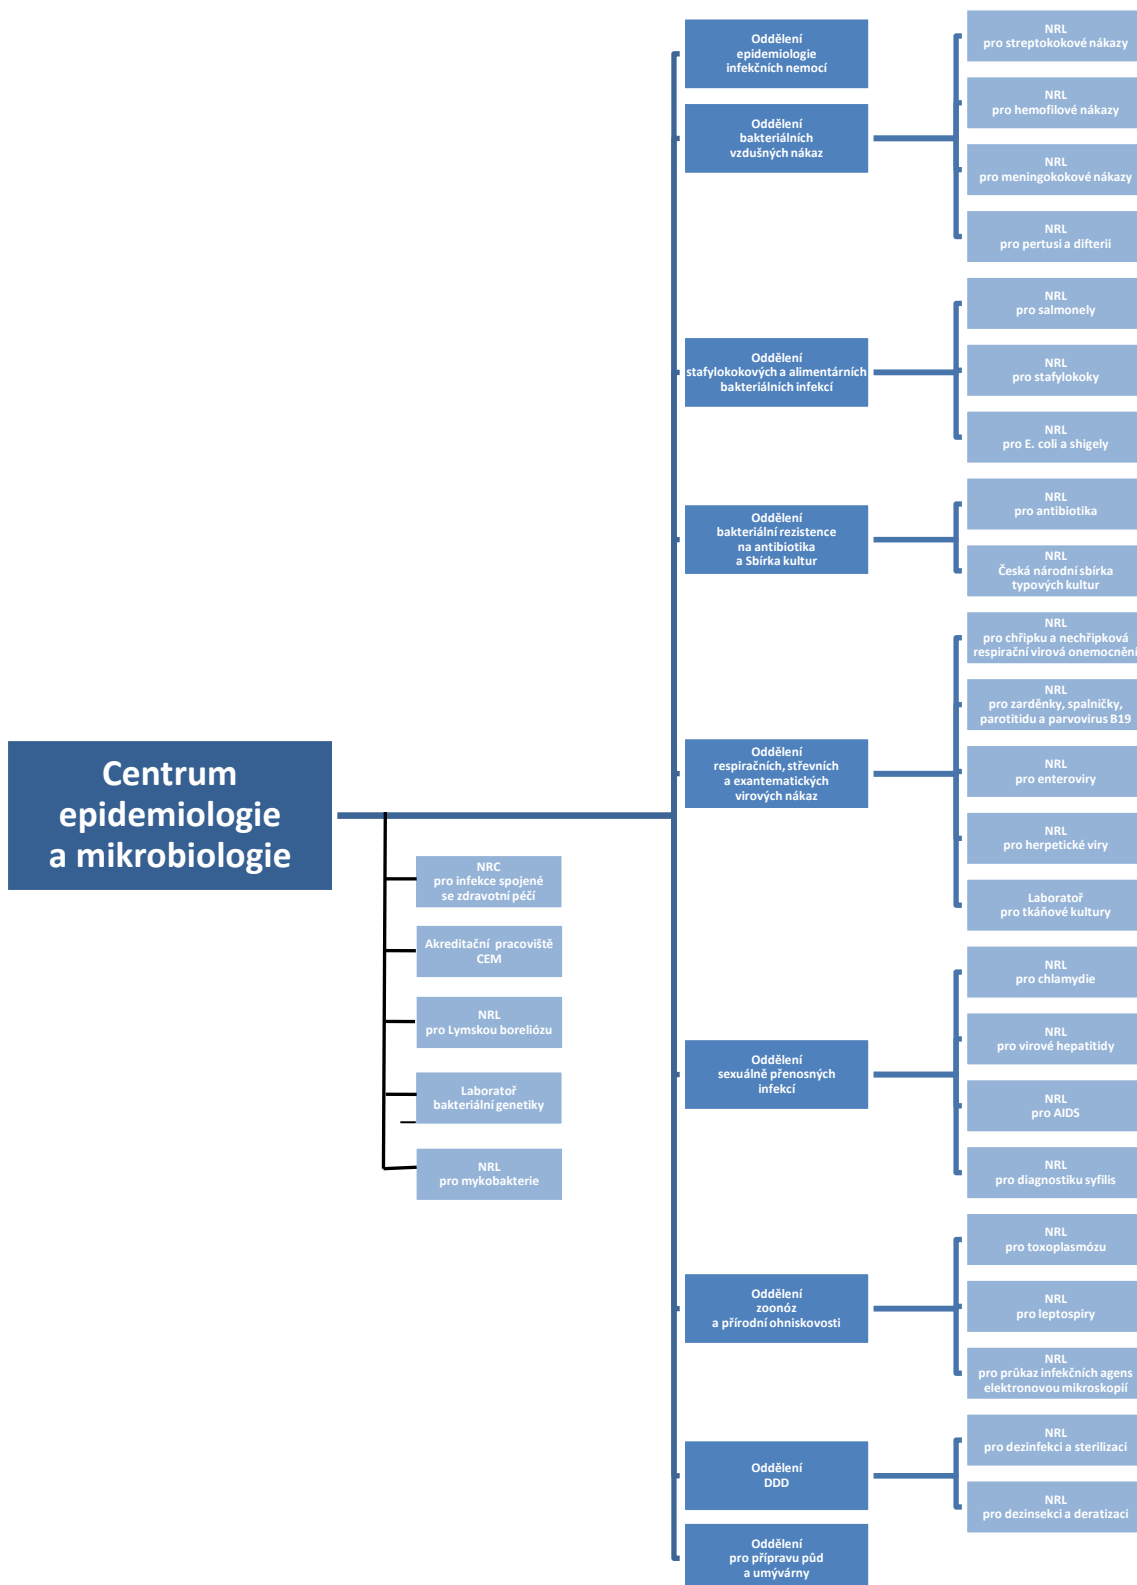 Centrum
epidemiologie
a mikrobiologie
NRC
pro infekce spojené
se zdravotní péčí
Akreditační pracoviště
CEM
NRL
pro Lymskou boreliózu
Laboratoř
bakteriální genetiky
NRL
pro mykobakterie
Oddělení
epidemiologie
infekčních nemocí
Oddělení
bakteriálních
vzdušných nákaz
NRL
pro streptokokové nákazy
NRL
pro hemofilové nákazy
NRL
pro meningokokové nákazy
NRL
pro pertusi a difterii
Oddělení
stafylokokových a alimentárních
bakteriálních infekcí
NRL
pro salmonely
NRL
pro stafylokoky
NRL
pro E. coli a shigely
Oddělení
bakteriální rezistence
na antibiotika
a Sbírka kultur
NRL
pro antibiotika
NRL
Česká národní sbírka
typových kultur
Oddělení
respiračních, střevních
a exantematických
virových nákaz
NRL
pro chřipku a nechřipková
respirační virová onemocnění
NRL
pro zarděnky, spalničky,
parotitidu a parvovirus B19
NRL
pro enteroviry
NRL
pro herpetické viry
Laboratoř
pro tkáňové kultury
Oddělení
sexuálně přenosných
infekcí
NRL
pro chlamydie
NRL
pro virové hepatitidy
NRL
pro AIDS
NRL
pro diagnostiku syfilis
Oddělení
zoonóz
a přírodní ohniskovosti
NRL
pro toxoplasmózu
NRL
pro leptospiry
NRL
pro průkaz infekčních agens
elektronovou mikroskopií
Oddělení
DDD
NRL
pro dezinfekci a sterilizaci
NRL
pro dezinsekci a deratizaci
Oddělení
pro přípravu půd
a umývárny